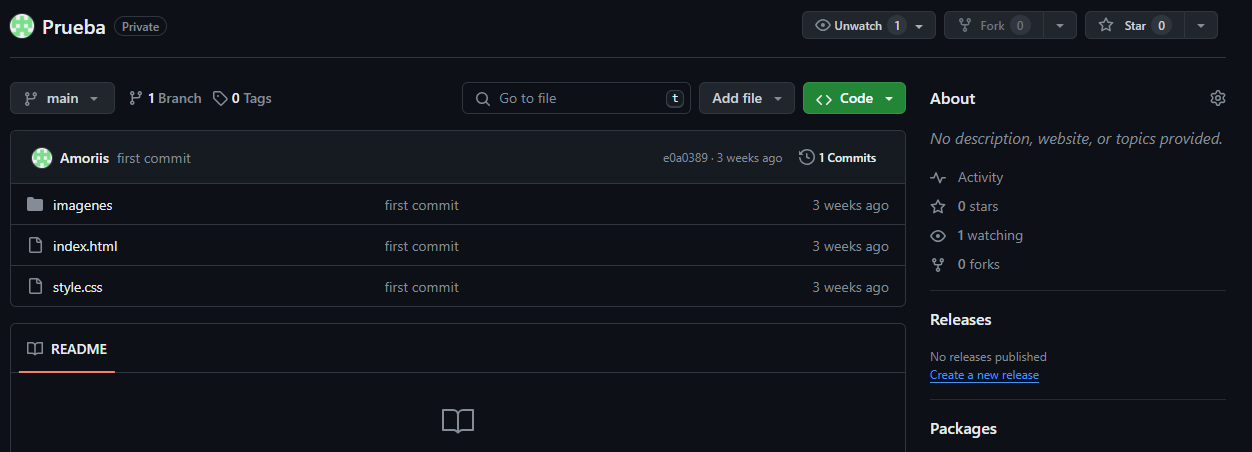 Prueba Private Unwatch 1 Fork 0 Star 0
main 1 Branch 0 Tags Go to file t Add file Code
Amoriis first commit e0a0389 · 3 weeks ago 1 Commits
imagenes first commit 3 weeks ago
index.html first commit 3 weeks ago
style.css first commit 3 weeks ago
README
About
No description, website, or topics provided.
Activity
0 stars
1 watching
0 forks
Releases
No releases published
Create a new release
Packages